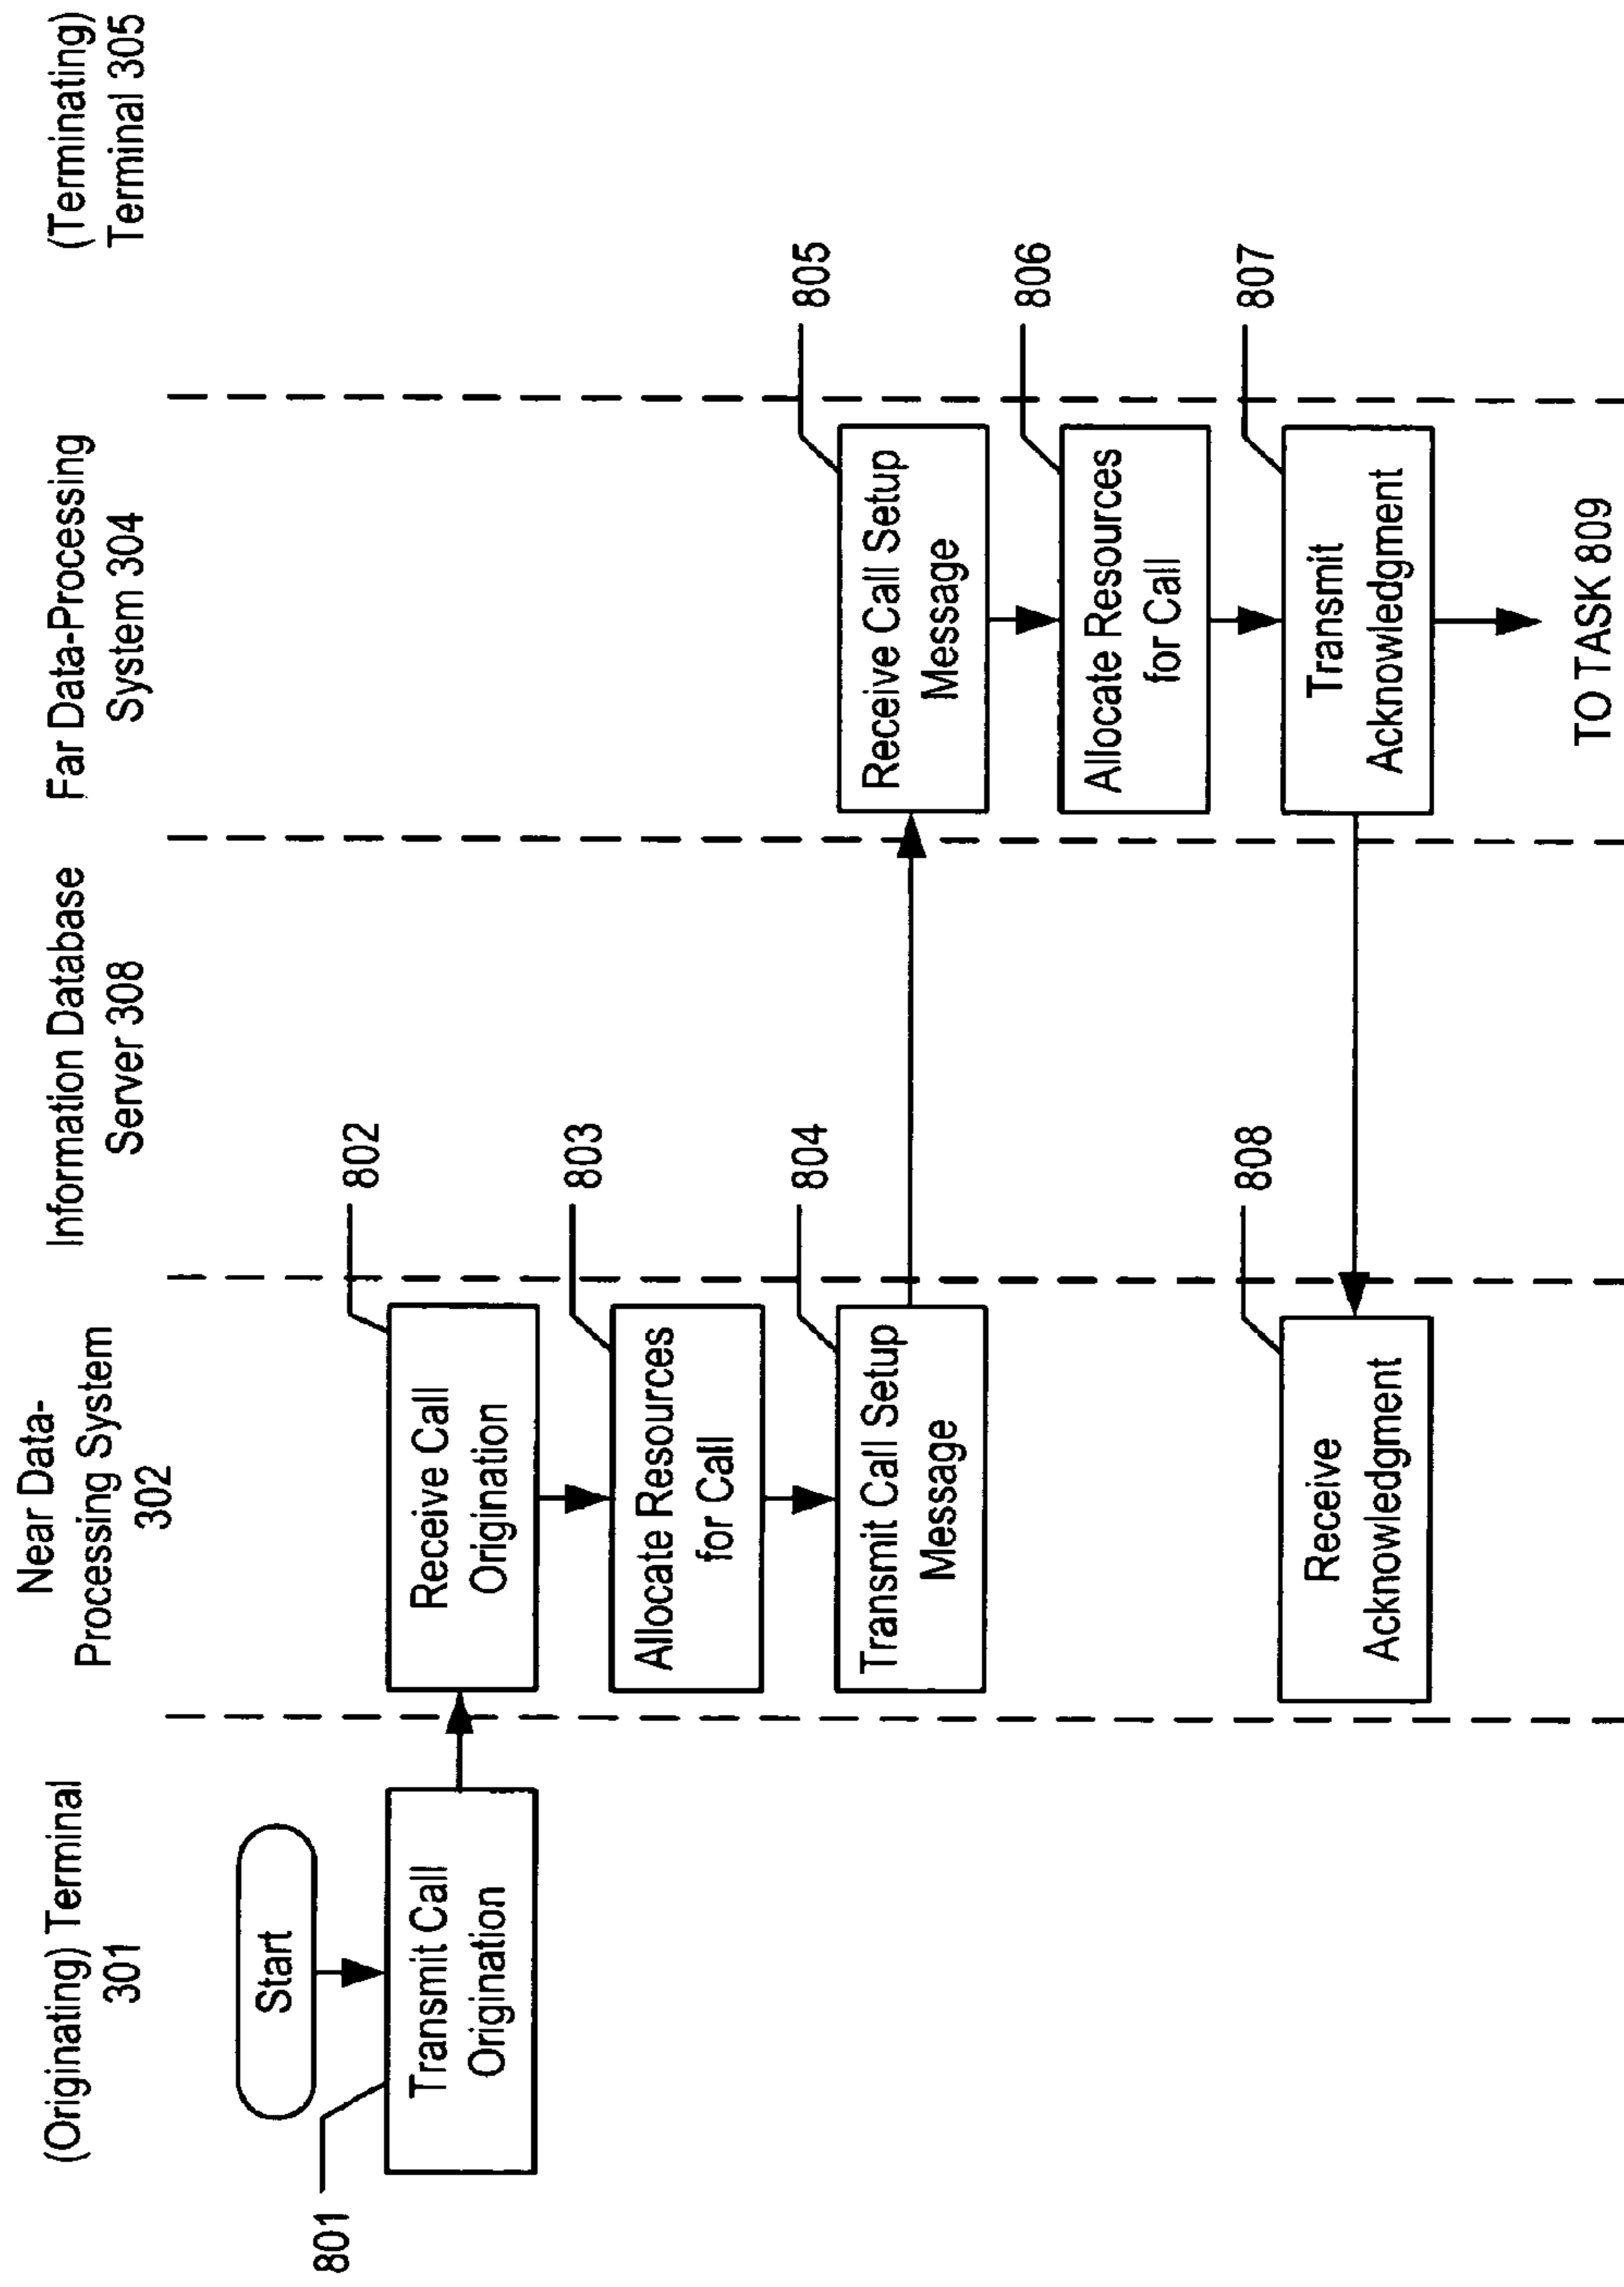 (Originating) Terminal
301
Near Data-
Processing System
302
Information Database
Server 308
Far Data-Processing
System 304
(Terminating)
Terminal 305
Start
801
Transmit Call
Origination
802
Receive Call
Origination
803
Allocate Resources
for Call
804
Transmit Call Setup
Message
805
Receive Call Setup
Message
806
Allocate Resources
for Call
807
Transmit
Acknowledgment
808
Receive
Acknowledgment
TO TASK 809